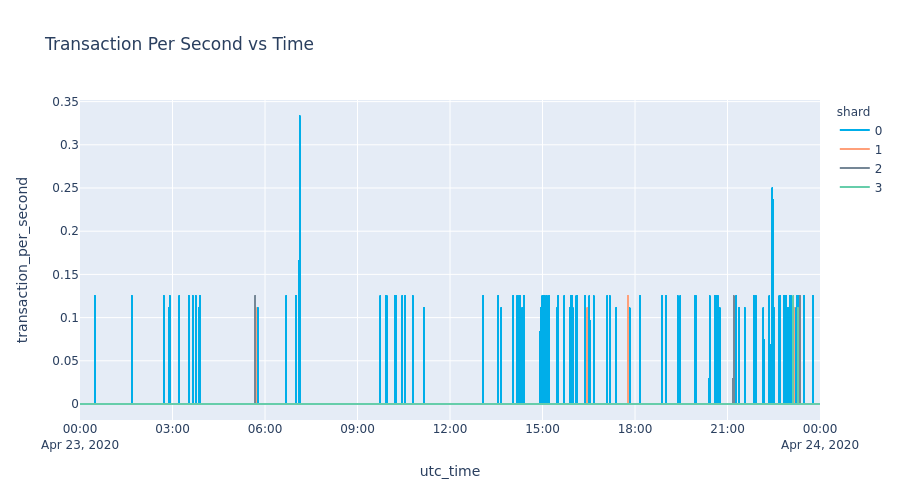 Transaction Per Second vs Time
shard
0
1
2
3
transaction_per_second
0.35
0.3
0.25
0.2
0.15
0.1
0.05
0
00:00 03:00 06:00 09:00 12:00 15:00 18:00 21:00 00:00
Apr 23, 2020 Apr 24, 2020
utc_time